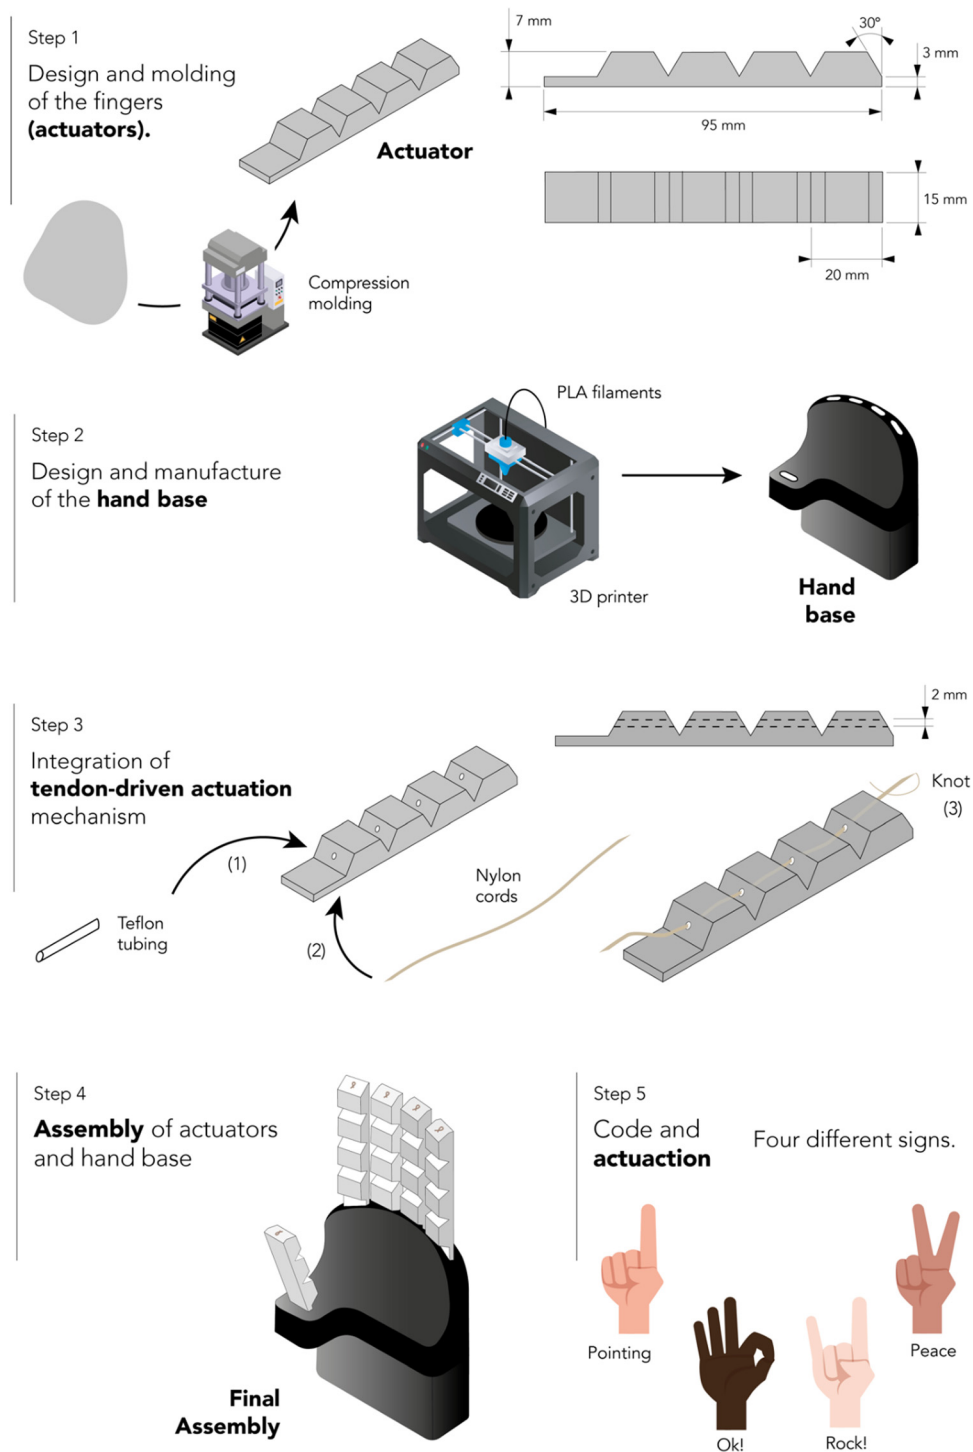 Step 1
Design and molding
of the fingers
(actuators).
Actuator
7 mm
30º
3 mm
95 mm
15 mm
20 mm
Compression
molding
Step 2
Design and manufacture
of the hand base
PLA filaments
3D printer
Hand
base
Step 3
Integration of
tendon-driven actuation
mechanism
2 mm
(1)
Teflon
tubing
(2)
Nylon
cords
Knot
(3)
Step 4
Assembly of actuators
and hand base
Final
Assembly
Step 5
Code and
actuaction
Four different signs.
Pointing
Ok!
Rock!
Peace